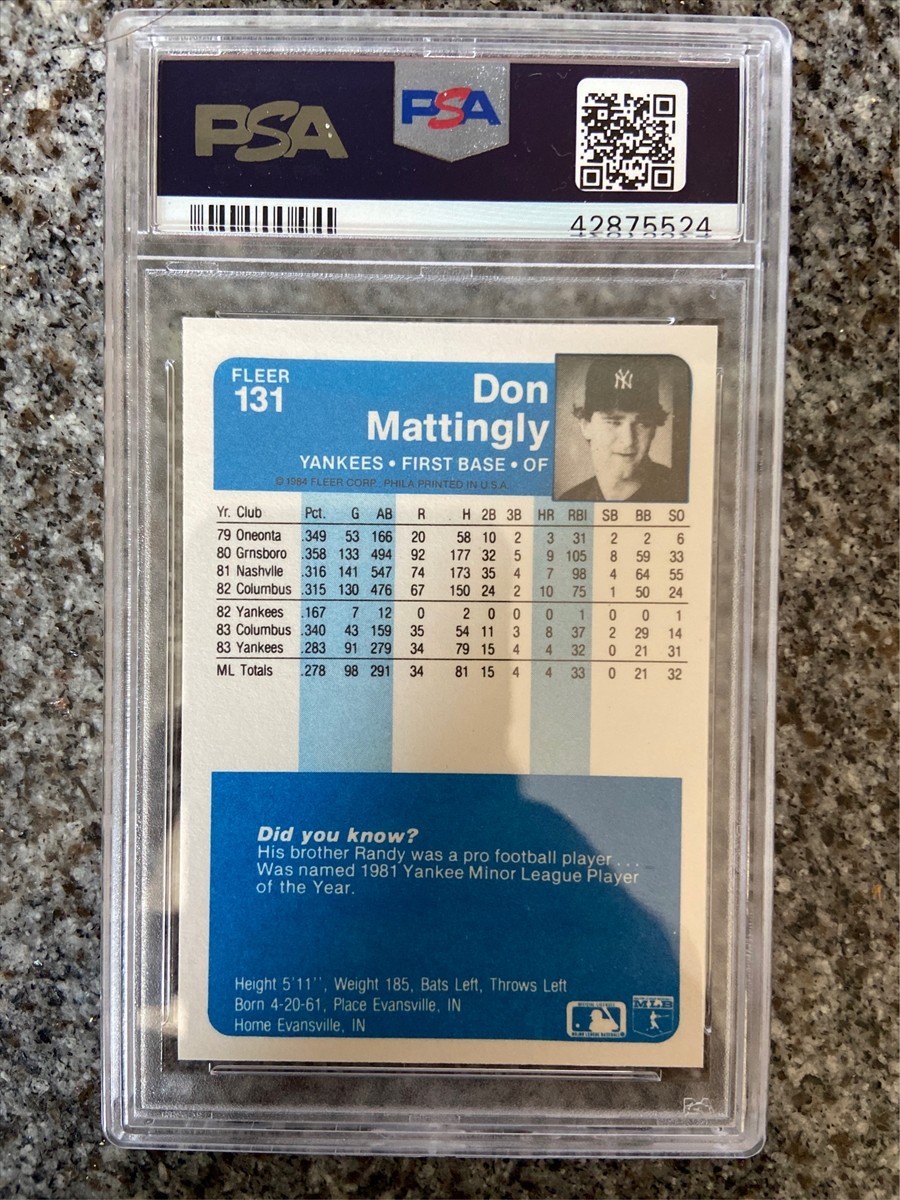 PSA PSA
42875524
FLEER
131
Don
Mattingly
YANKEES • FIRST BASE • OF
© 1984 FLEER CORP., PHILA PRINTED IN U.S.A.
NY
Yr. Club Pct. G AB R H 2B 3B HR RBI SB BB SO
79 Oneonta .349 53 166 20 58 10 2 3 31 2 2 6
80 Grnsboro .358 133 494 92 177 32 5 9 105 8 59 33
81 Nashvlle .316 141 547 74 173 35 4 7 98 4 64 55
82 Columbus .315 130 476 67 150 24 2 10 75 1 50 24
82 Yankees .167 7 12 0 2 0 0 0 1 0 0 1
83 Columbus .340 43 159 35 54 11 3 8 37 2 29 14
83 Yankees .283 91 279 34 79 15 4 4 32 0 21 31
ML Totals .278 98 291 34 81 15 4 4 33 0 21 32
Did you know?
His brother Randy was a pro football player . . .
Was named 1981 Yankee Minor League Player
of the Year.
Height 5'11'', Weight 185, Bats Left, Throws Left
Born 4-20-61, Place Evansville, IN
Home Evansville, IN
MAJOR LEAGUE BASEBALL
MLB
PSA